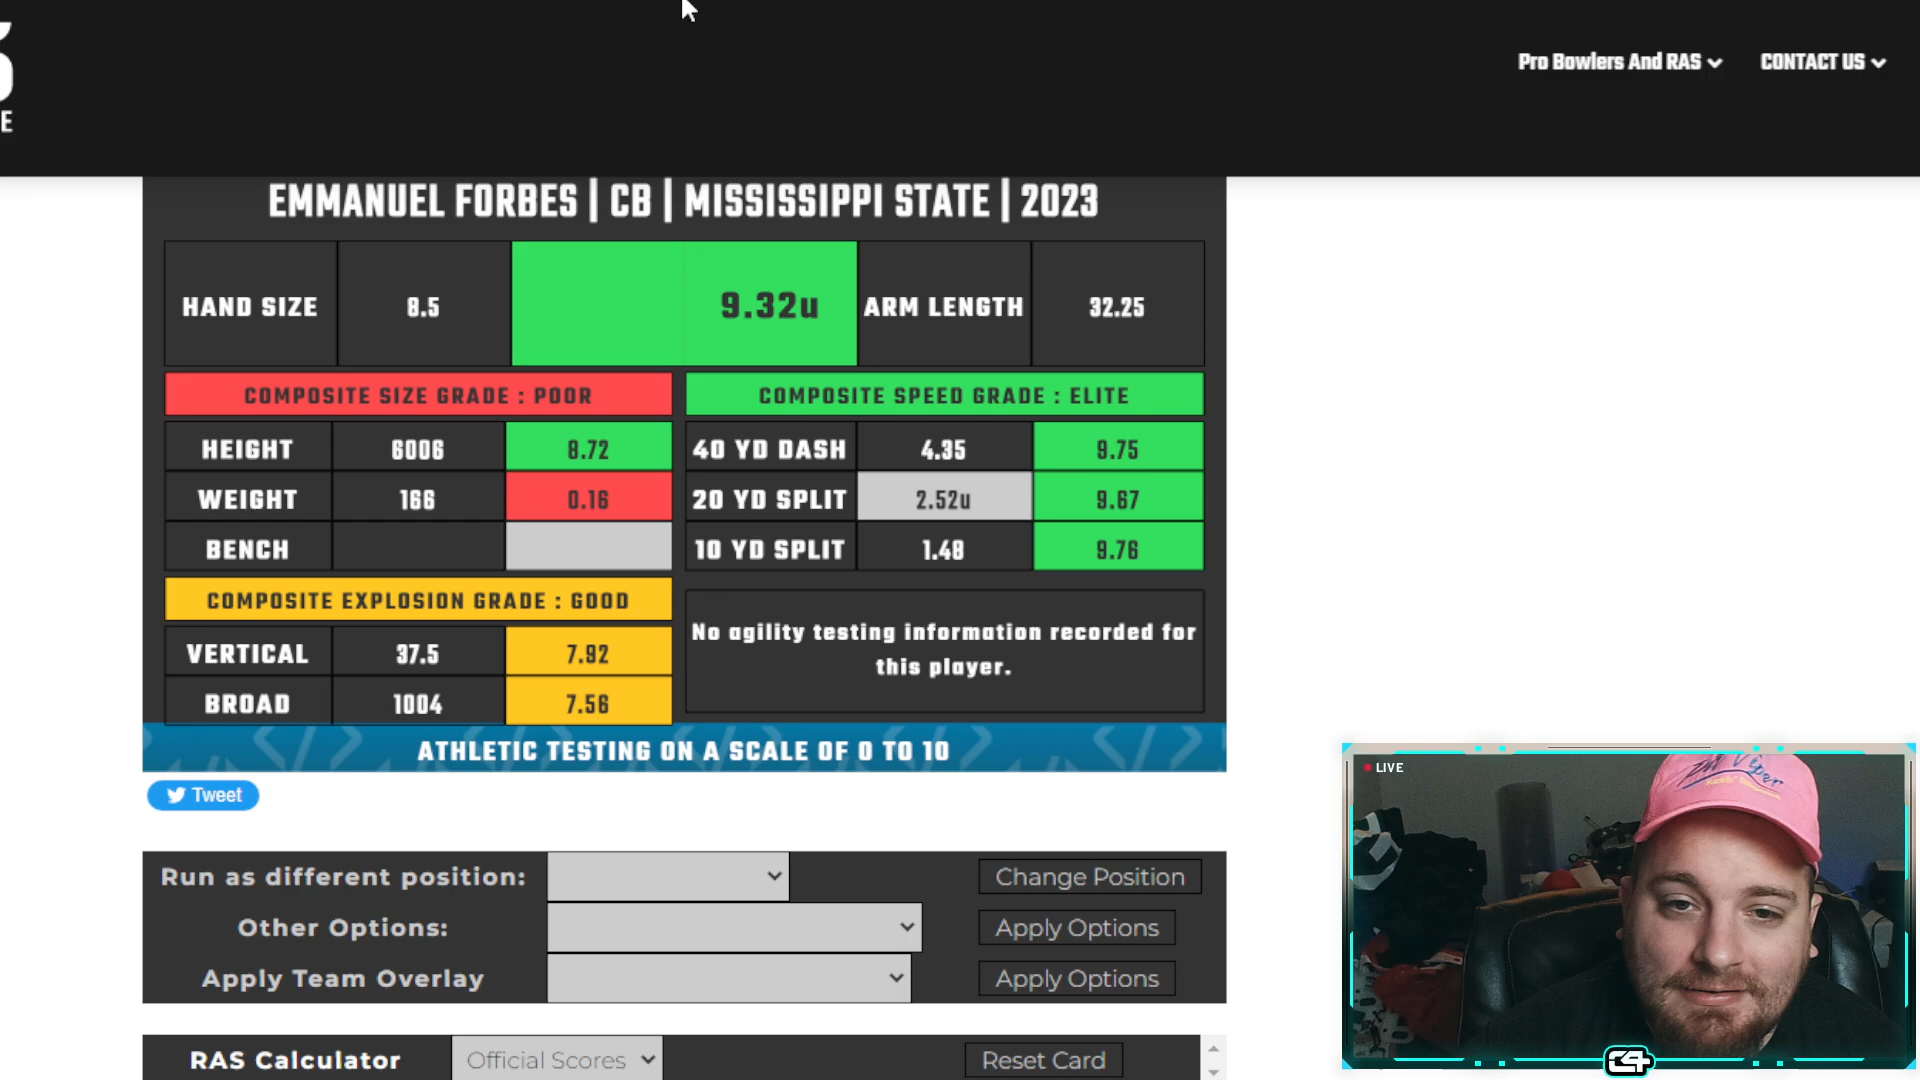 E
Pro Bowlers And RAS
CONTACT US
EMMANUEL FORBES | CB | MISSISSIPPI STATE | 2023
HAND SIZE 8.5 9.32u ARM LENGTH 32.25
COMPOSITE SIZE GRADE : POOR
HEIGHT 6006 8.72
WEIGHT 166 0.16
BENCH
COMPOSITE SPEED GRADE : ELITE
40 YD DASH 4.35 9.75
20 YD SPLIT 2.52u 9.67
10 YD SPLIT 1.48 9.76
COMPOSITE EXPLOSION GRADE : GOOD
VERTICAL 37.5 7.92
BROAD 1004 7.56
No agility testing information recorded for
this player.
ATHLETIC TESTING ON A SCALE OF 0 TO 10
Tweet
Run as different position: Change Position
Other Options: Apply Options
Apply Team Overlay Apply Options
RAS Calculator Official Scores Reset Card
LIVE
Viper